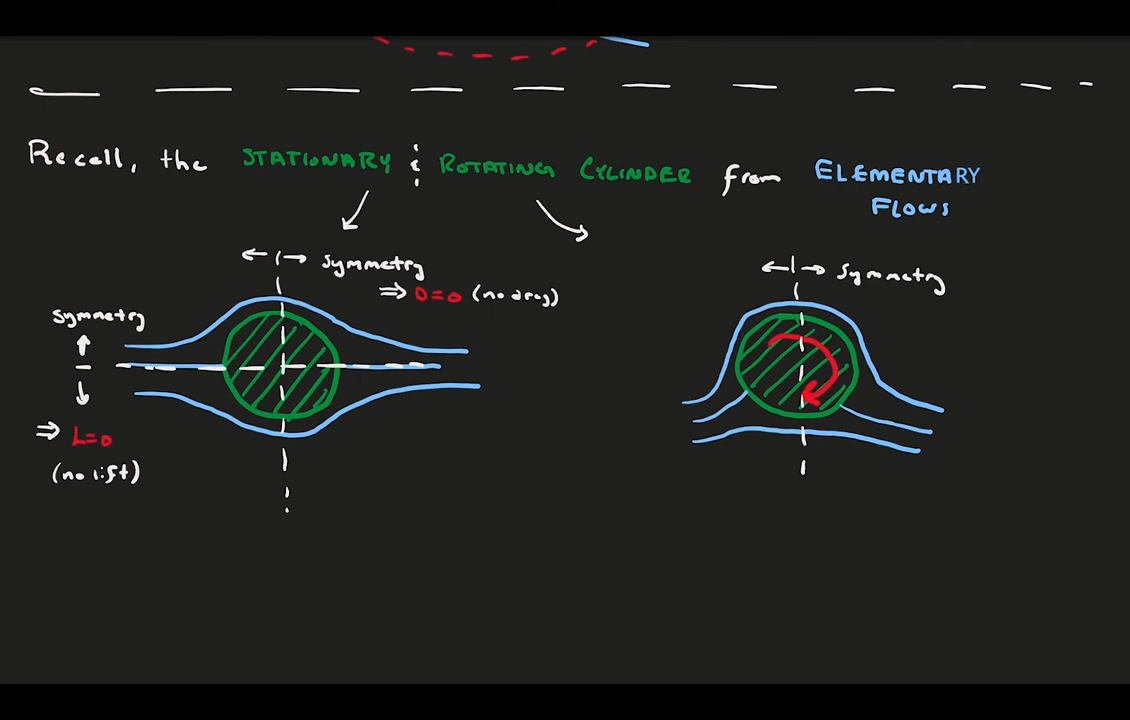 Recall, the STATIONARY & ROTATING CYLINDER from ELEMENTARY
FLOWS
← | → symmetry
⇒ D=0 (no drag)
symmetry
⇒ L=0
(no lift)
← | → symmetry